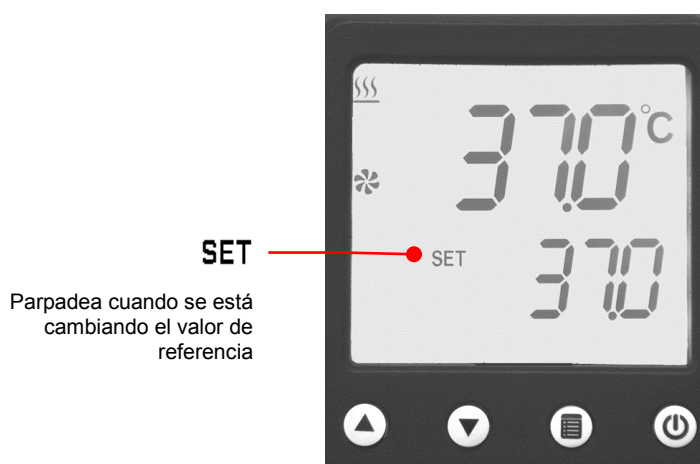 37.0 °C
SET
SET 37.0
Parpadea cuando se está
cambiando el valor de
referencia